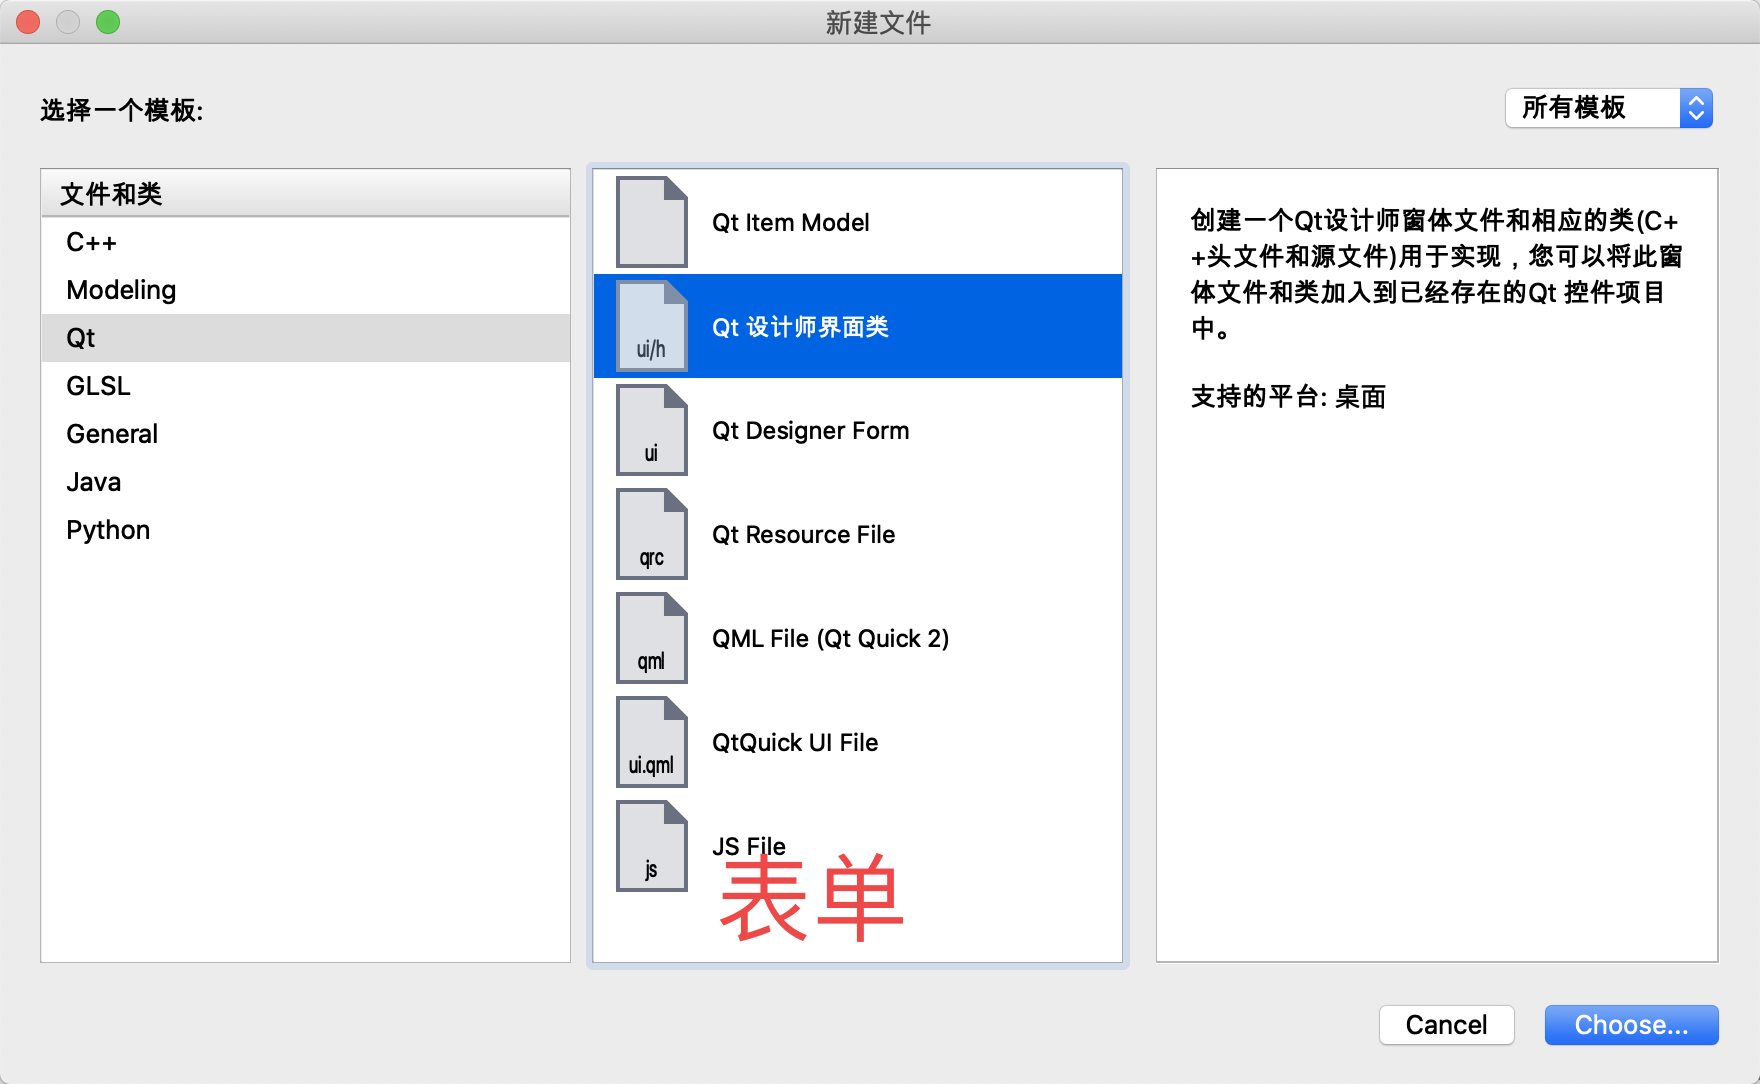 新建文件
选择一个模板:
所有模板
文件和类
C++
Modeling
Qt
GLSL
General
Java
Python
Qt Item Model
ui/h
Qt 设计师界面类
ui
Qt Designer Form
qrc
Qt Resource File
qml
QML File (Qt Quick 2)
ui.qml
QtQuick UI File
js
JS File
表单
创建一个Qt设计师窗体文件和相应的类(C+
+头文件和源文件)用于实现，您可以将此窗
体文件和类加入到已经存在的Qt 控件项目
中。
支持的平台: 桌面
Cancel
Choose...